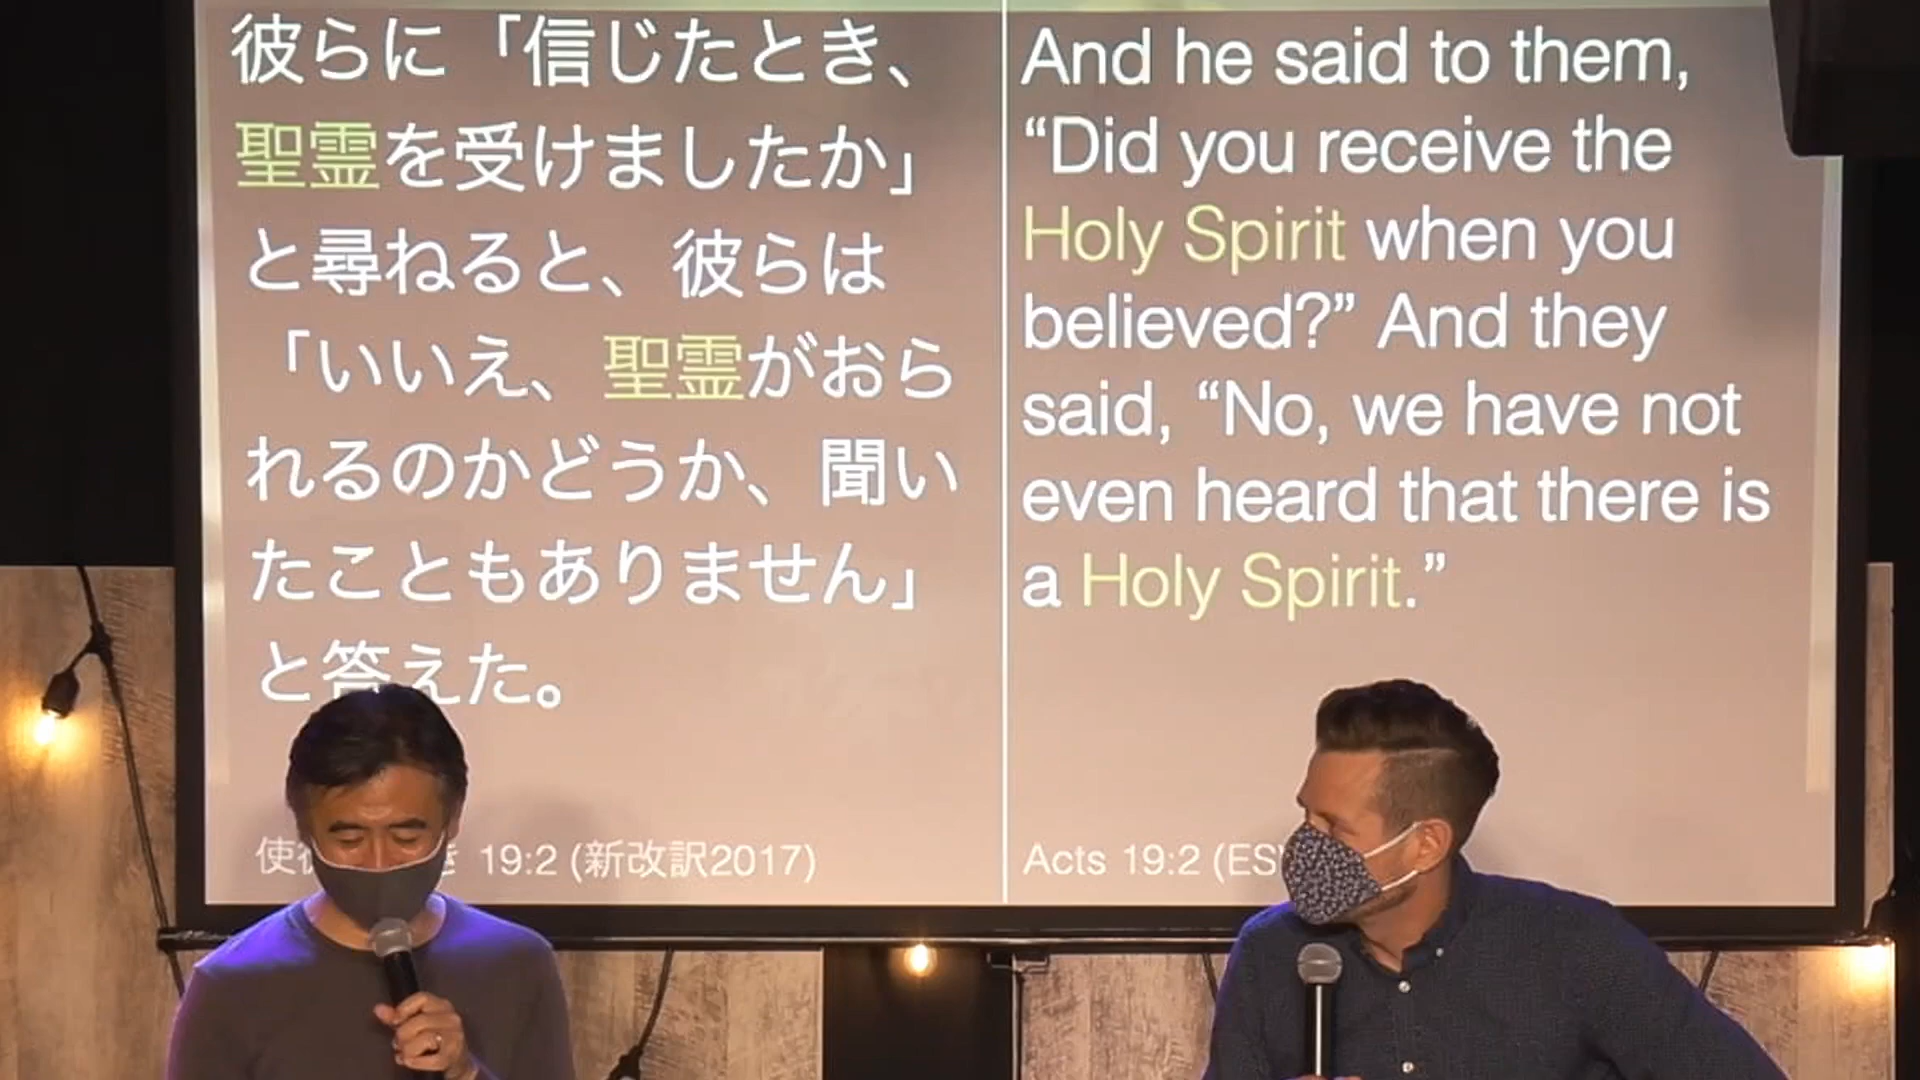 彼らに「信じたとき、
聖霊を受けましたか」
と尋ねると、彼らは
「いいえ、聖霊がおら
れるのかどうか、聞い
たこともありません」
と答えた。
19:2 (新改訳2017)
And he said to them,
“Did you receive the
Holy Spirit when you
believed?” And they
said, “No, we have not
even heard that there is
a Holy Spirit.”
Acts 19:2